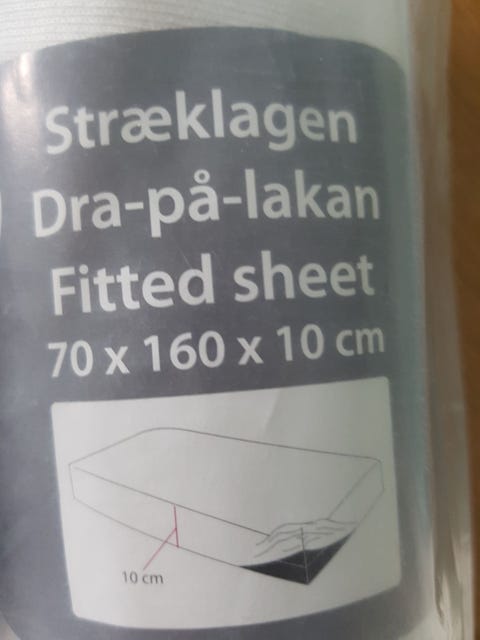 Stræklagen
Dra-på-lakan
Fitted sheet
70 x 160 x 10 cm
10 cm